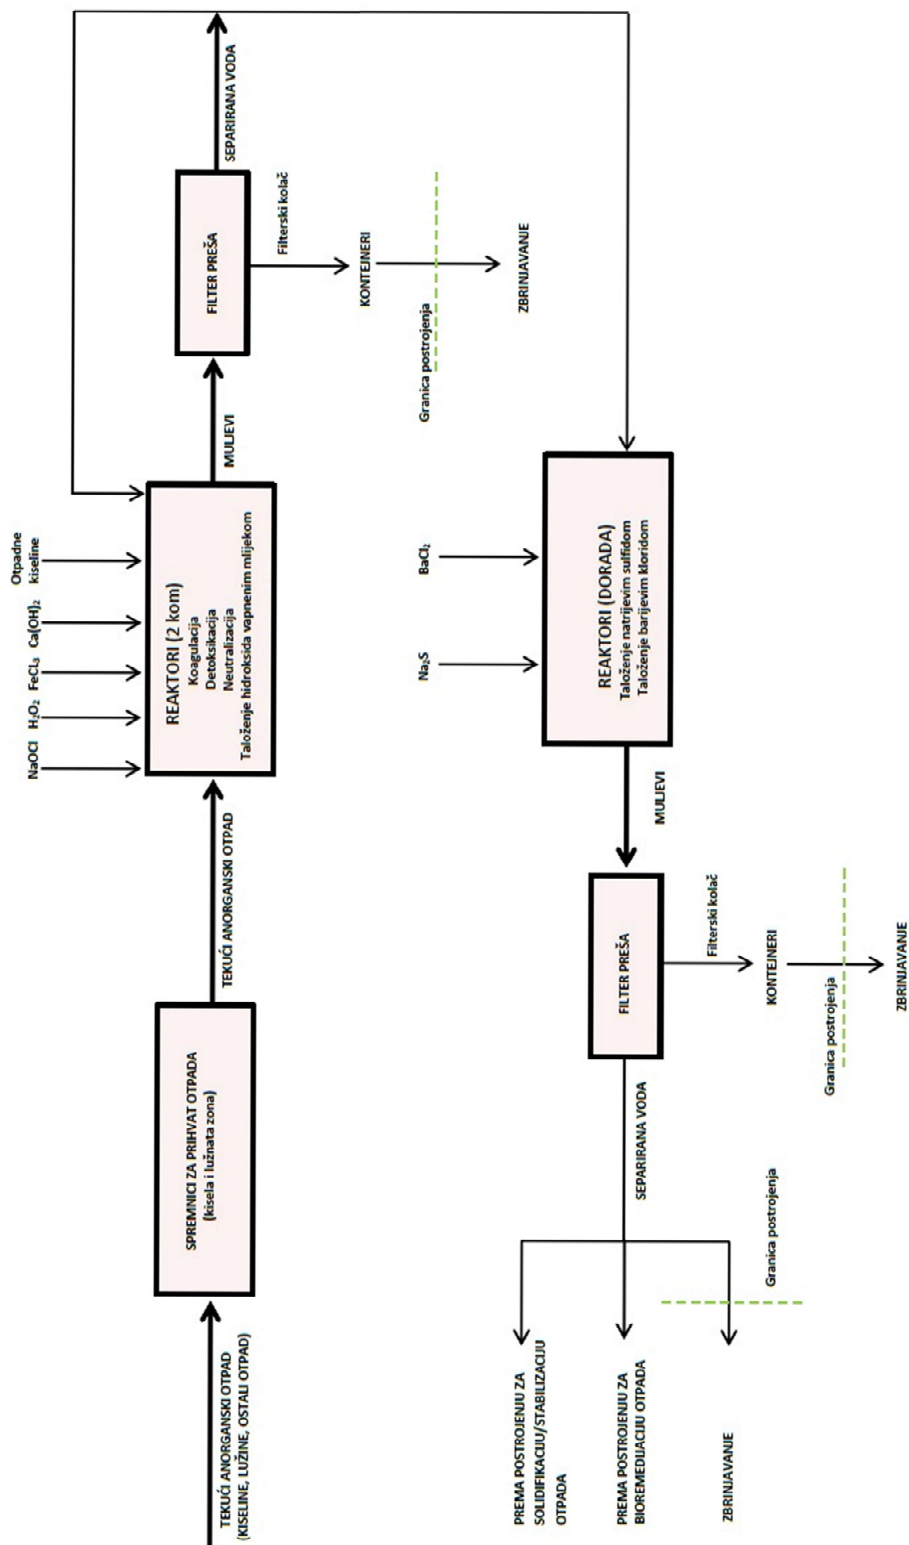 TEKUĆI ANORGANSKI OTPAD
(KISELINE, LUŽINE, OSTALI OTPAD)
SPREMNICI ZA PRIHVAT OTPADA
(kisela i lužnata zona)
TEKUĆI ANORGANSKI OTPAD
NaOCl
H₂O₂
FeCl₃
Ca(OH)₂
Otpadne
kiseline
REAKTORI (2 kom)
Koagulacija
Detoksikacija
Neutralizacija
Taloženje hidroksida vapnenim mlijekom
MULJEVI
FILTER PREŠA
SEPARIRANA VODA
Filterski kolač
KONTEJNERI
Granica postrojenja
ZBRINJAVANJE
Na₂S
BaCl₂
REAKTORI (DORADA)
Taloženje natrijevim sulfidom
Taloženje barijevim kloridom
MULJEVI
FILTER PREŠA
Filterski kolač
KONTEJNERI
Granica postrojenja
ZBRINJAVANJE
SEPARIRANA VODA
Granica postrojenja
PREMA POSTROJENJU ZA
SOLIDIFIKACIJU/STABILIZACIJU
OTPADA
PREMA POSTROJENJU ZA
BIOREMEDIJACIJU OTPADA
ZBRINJAVANJE